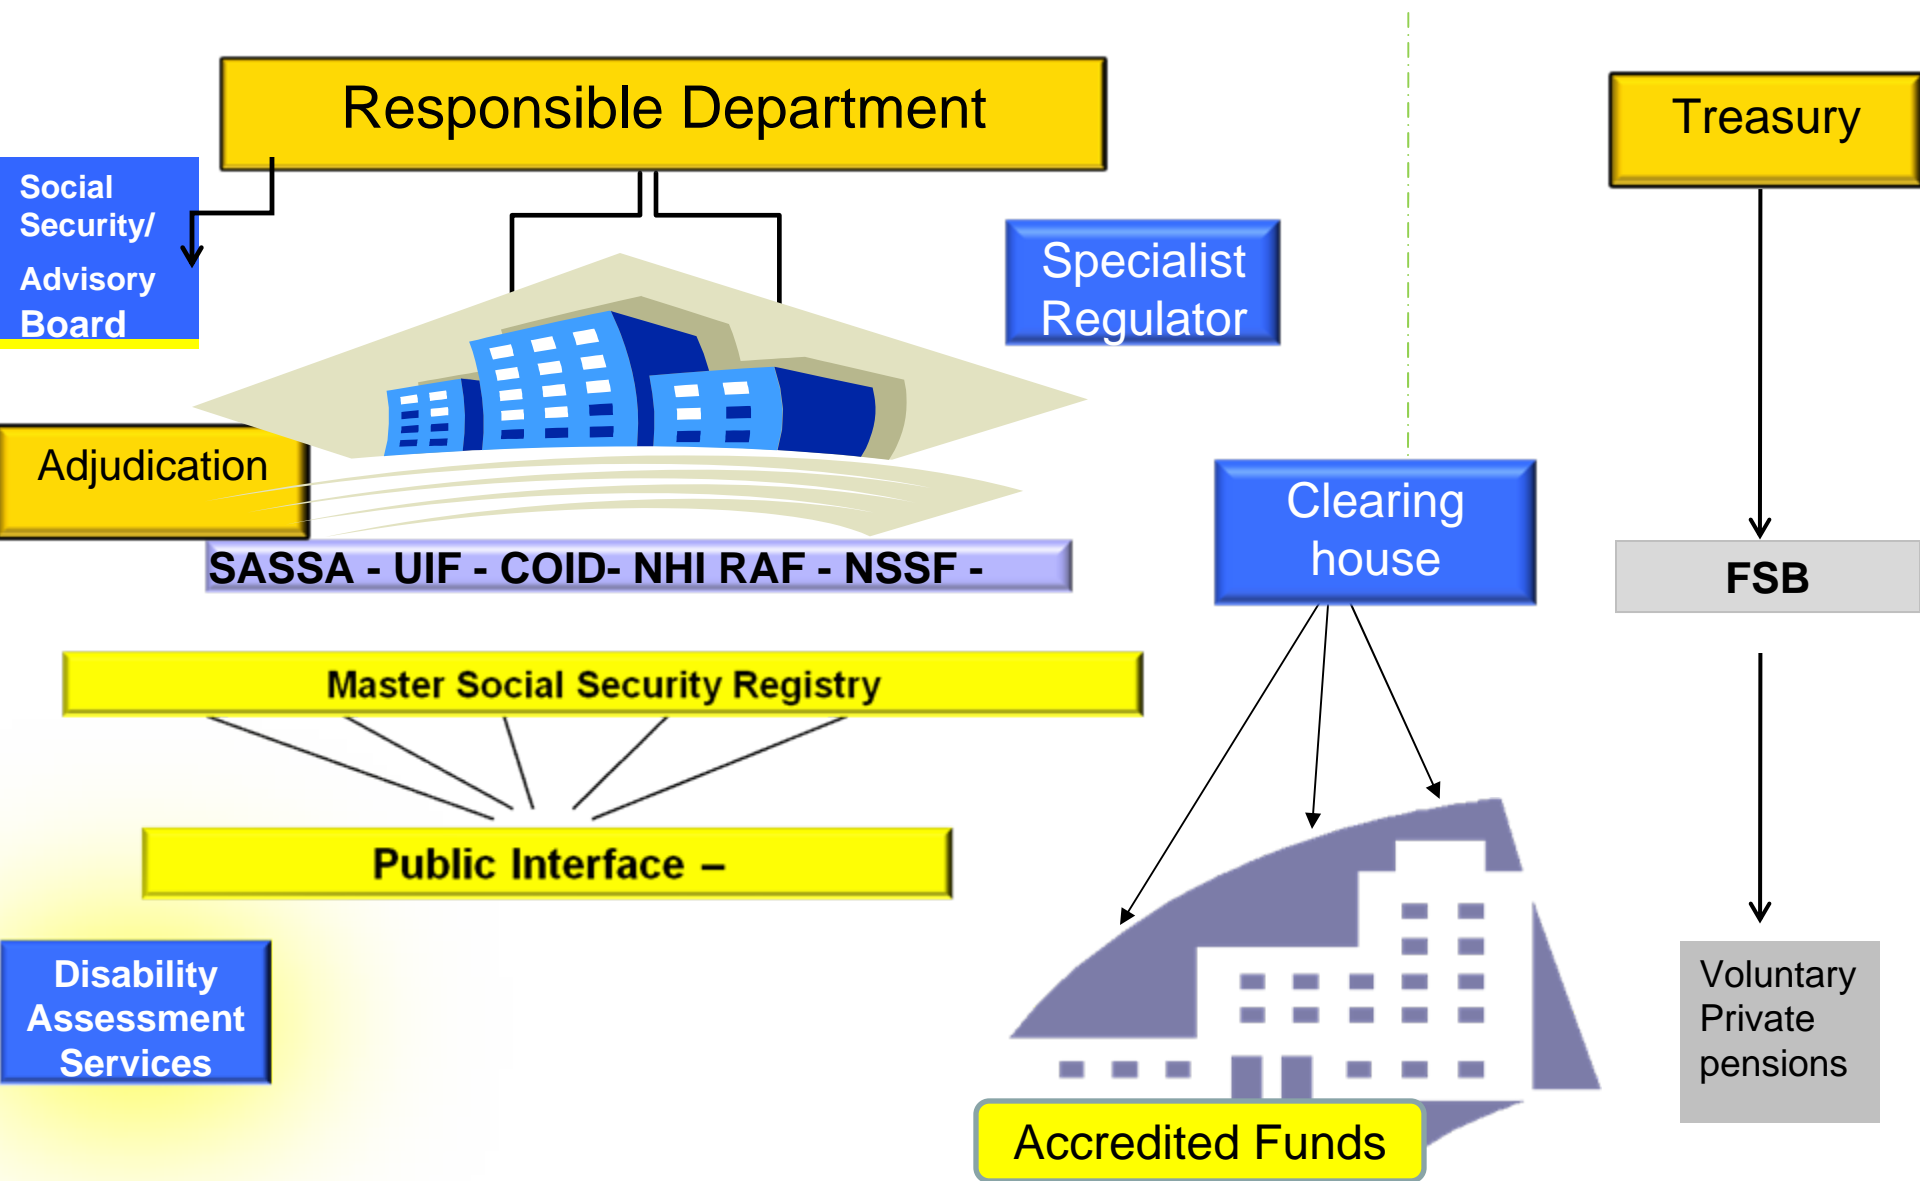 Responsible Department
Treasury
Social
Security/
Advisory
Board
Specialist
Regulator
Adjudication
Clearing
house
SASSA - UIF - COID- NHI RAF - NSSF -
FSB
Master Social Security Registry
Public Interface –
Disability
Assessment
Services
Voluntary
Private
pensions
Accredited Funds